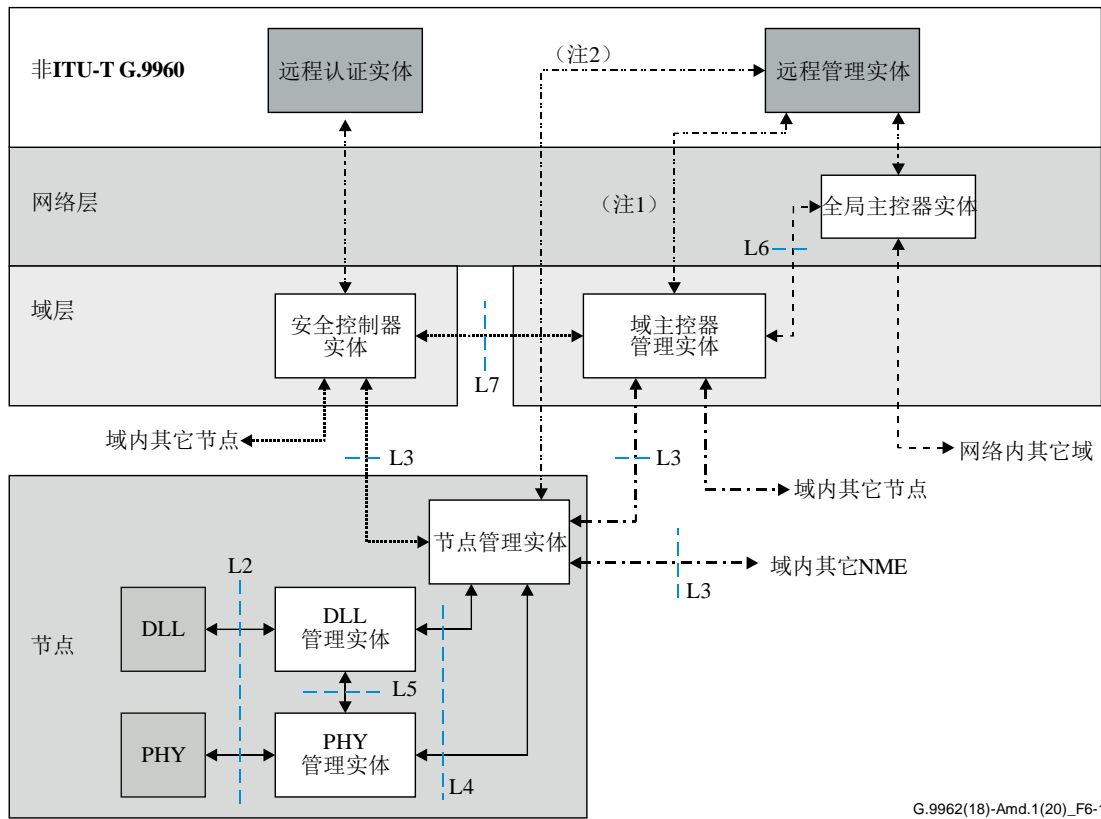 非ITU-T G.9960
远程认证实体
（注2）
远程管理实体
网络层
（注1）
全局主控器实体
L6
域层
安全控制器
实体
域主控器
管理实体
L7
域内其它节点
L3
L3
网络内其它域
域内其它节点
节点管理实体
域内其它NME
L3
L2
节点
DLL
DLL
管理实体
L5
PHY
PHY
管理实体
L4
G.9962(18)-Amd.1(20)_F6-1